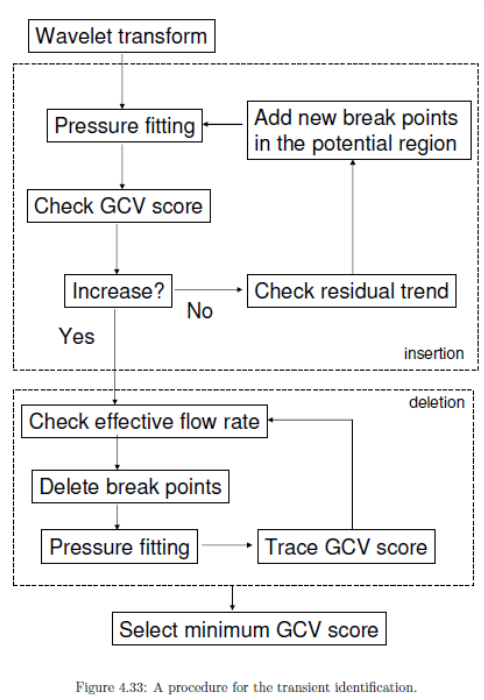 Wavelet transform
Pressure fitting
Add new break points
in the potential region
Check GCV score
Increase?
No
Check residual trend
Yes
insertion
deletion
Check effective flow rate
Delete break points
Pressure fitting
Trace GCV score
Select minimum GCV score
Figure 4.33: A procedure for the transient identification.